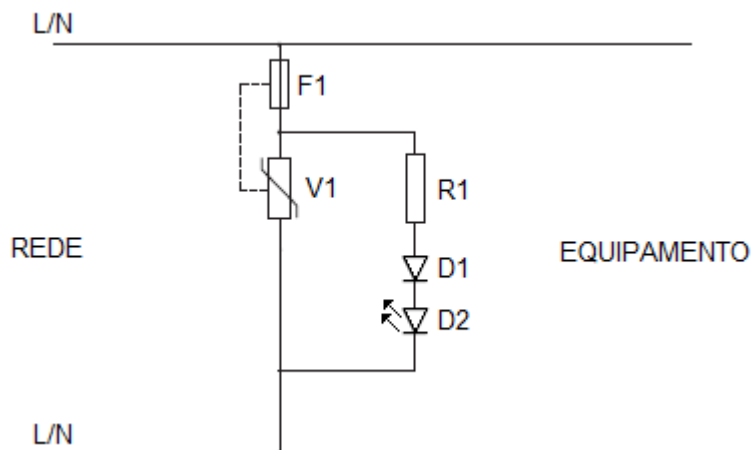 L/N
F1
V1
R1
REDE
EQUIPAMENTO
D1
D2
L/N